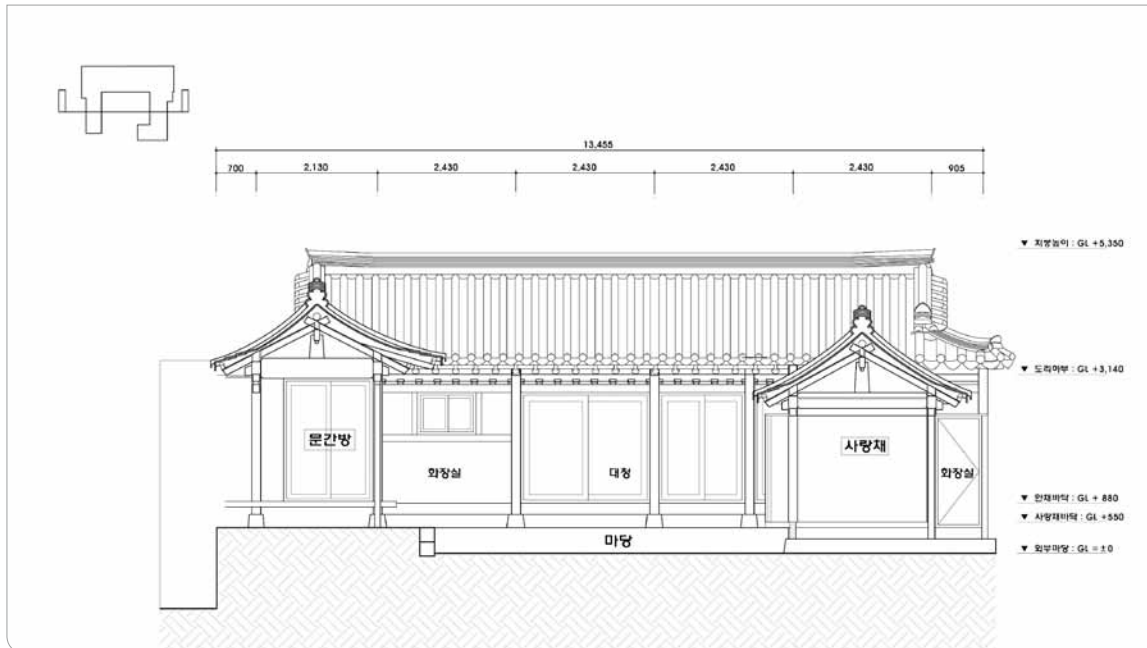 13,455
700 2,130 2,430 2,430 2,430 2,430 905
▼ 지붕높이 : GL +5,350
▼ 도리하부 : GL +3,140
문간방
사랑채
화장실
대청
화장실
▼ 안채바닥 : GL + 880
▼ 사랑채바닥 : GL +550
마당
▼ 외부마당 : GL =±0